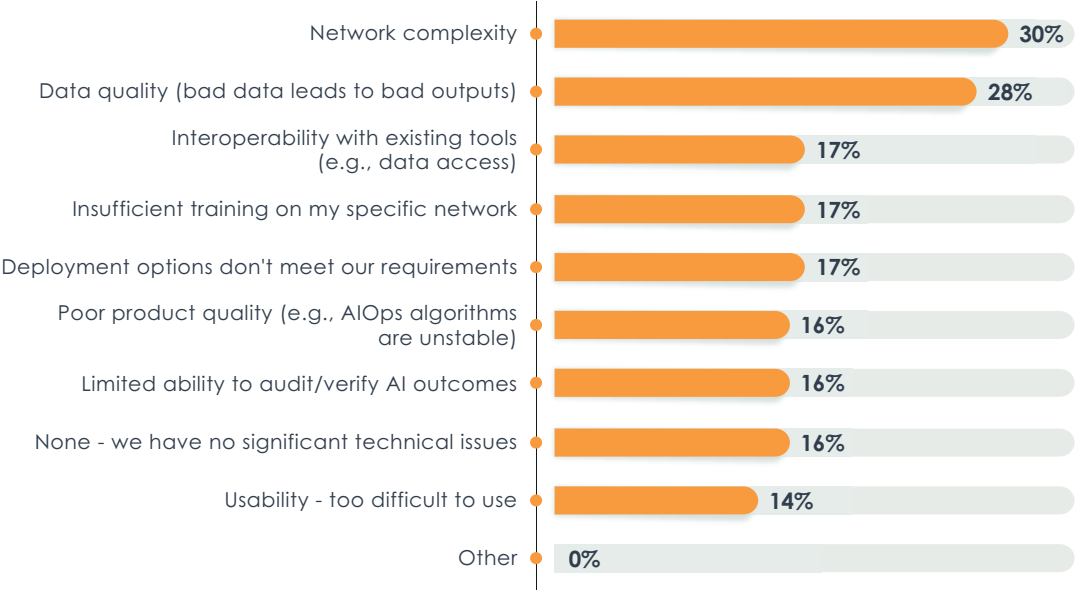 Network complexity
30%
Data quality (bad data leads to bad outputs)
28%
Interoperability with existing tools
(e.g., data access)
17%
Insufficient training on my specific network
17%
Deployment options don't meet our requirements
17%
Poor product quality (e.g., AIOps algorithms
are unstable)
16%
Limited ability to audit/verify AI outcomes
16%
None - we have no significant technical issues
16%
Usability - too difficult to use
14%
Other
0%